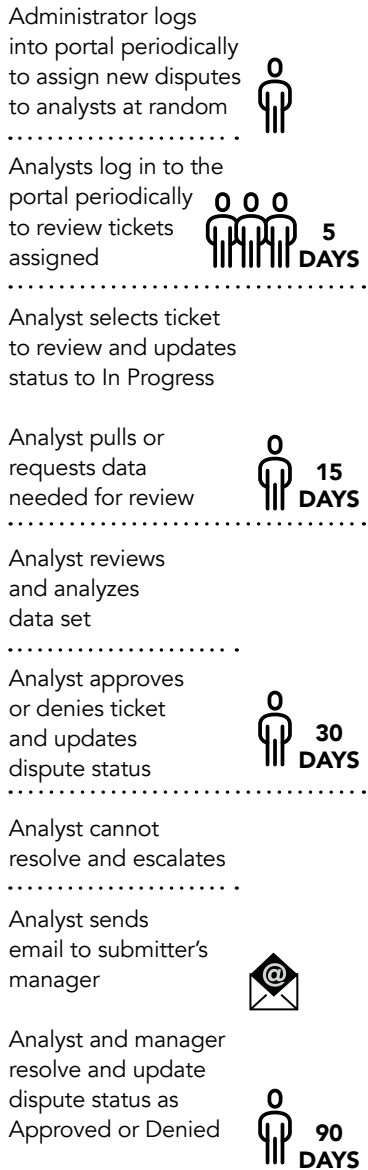 Administrator logs
into portal periodically
to assign new disputes
to analysts at random
Analysts log in to the
portal periodically
to review tickets
assigned
5
DAYS
Analyst selects ticket
to review and updates
status to In Progress
Analyst pulls or
requests data
needed for review
15
DAYS
Analyst reviews
and analyzes
data set
Analyst approves
or denies ticket
and updates
dispute status
30
DAYS
Analyst cannot
resolve and escalates
Analyst sends
email to submitter’s
manager
@
Analyst and manager
resolve and update
dispute status as
Approved or Denied
90
DAYS